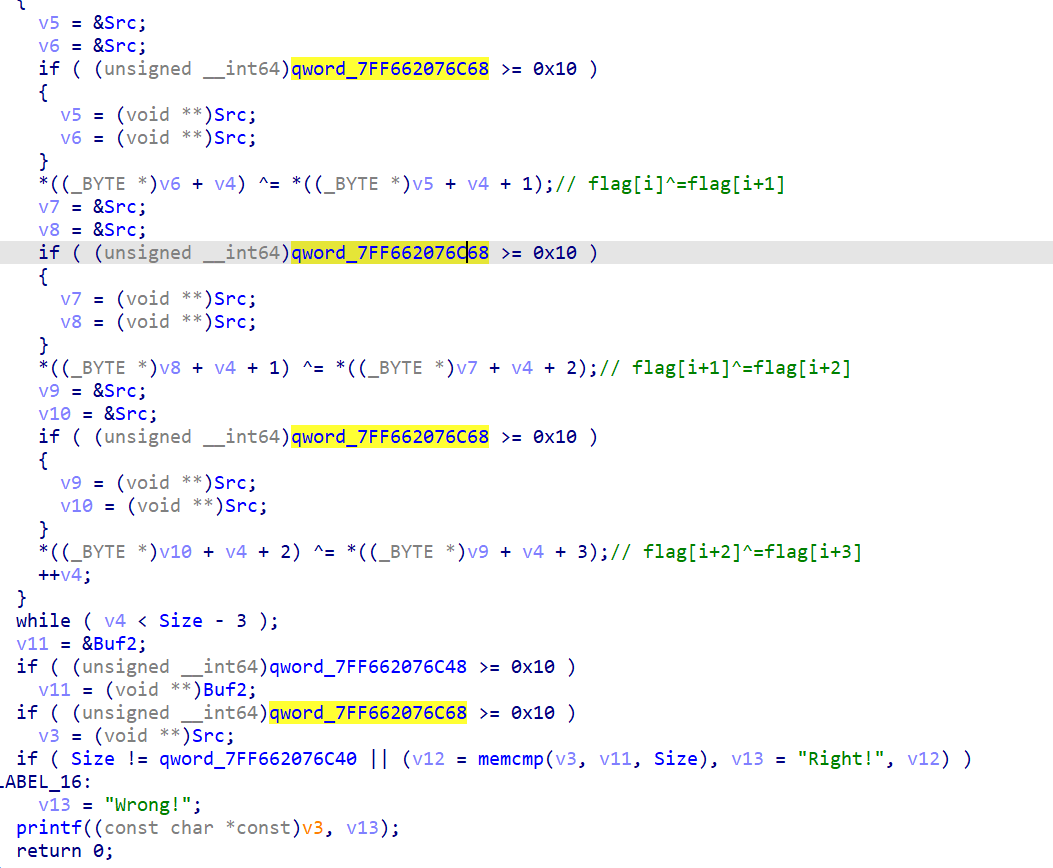 {
v5 = &Src;
v6 = &Src;
if ( (unsigned __int64)qword_7FF662076C68 >= 0x10 )
{
v5 = (void **)Src;
v6 = (void **)Src;
}
*((_BYTE *)v6 + v4) ^= *((_BYTE *)v5 + v4 + 1);// flag[i]^=flag[i+1]
v7 = &Src;
v8 = &Src;
if ( (unsigned __int64)qword_7FF662076C68 >= 0x10 )
{
v7 = (void **)Src;
v8 = (void **)Src;
}
*((_BYTE *)v8 + v4 + 1) ^= *((_BYTE *)v7 + v4 + 2);// flag[i+1]^=flag[i+2]
v9 = &Src;
v10 = &Src;
if ( (unsigned __int64)qword_7FF662076C68 >= 0x10 )
{
v9 = (void **)Src;
v10 = (void **)Src;
}
*((_BYTE *)v10 + v4 + 2) ^= *((_BYTE *)v9 + v4 + 3);// flag[i+2]^=flag[i+3]
++v4;
}
while ( v4 < Size - 3 );
v11 = &Buf2;
if ( (unsigned __int64)qword_7FF662076C48 >= 0x10 )
v11 = (void **)Buf2;
if ( (unsigned __int64)qword_7FF662076C68 >= 0x10 )
v3 = (void **)Src;
if ( Size != qword_7FF662076C40 || (v12 = memcmp(v3, v11, Size), v13 = "Right!", v12) )
LABEL_16:
v13 = "Wrong!";
printf((const char *const)v3, v13);
return 0;